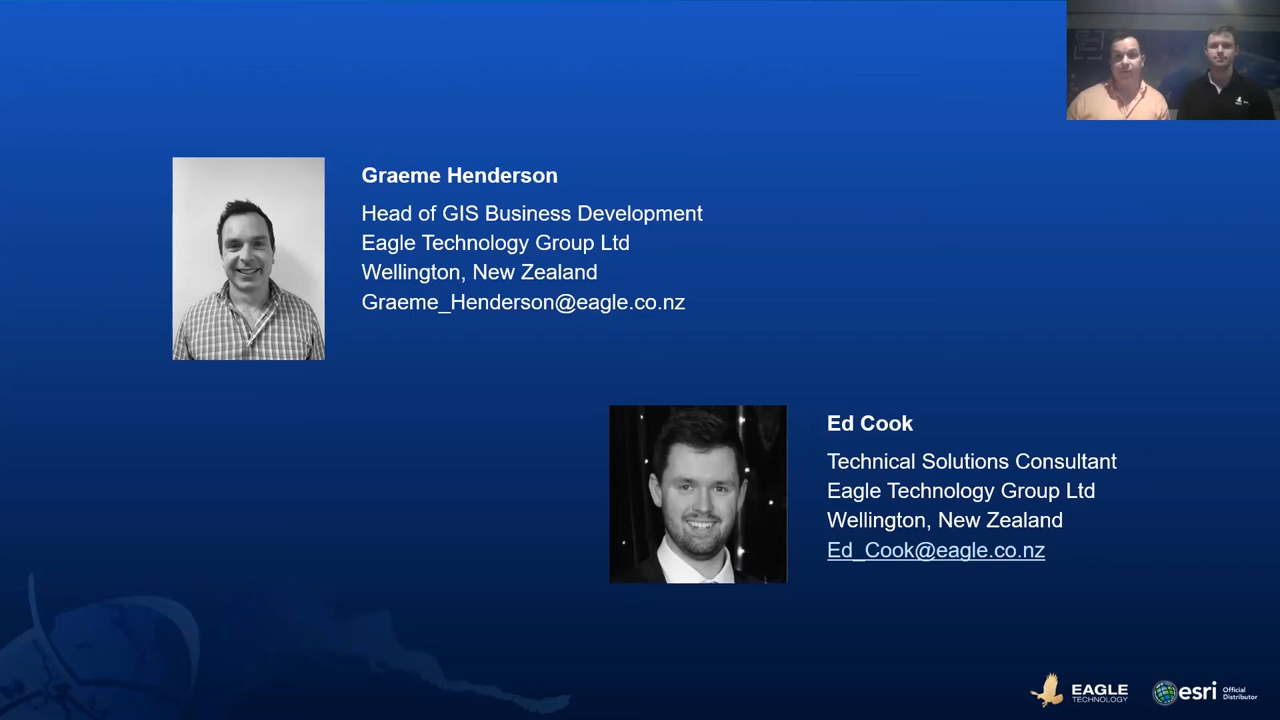 Graeme Henderson
Head of GIS Business Development
Eagle Technology Group Ltd
Wellington, New Zealand
Graeme_Henderson@eagle.co.nz
Ed Cook
Technical Solutions Consultant
Eagle Technology Group Ltd
Wellington, New Zealand
Ed_Cook@eagle.co.nz
EAGLE
TECHNOLOGY
esri Official
Distributor